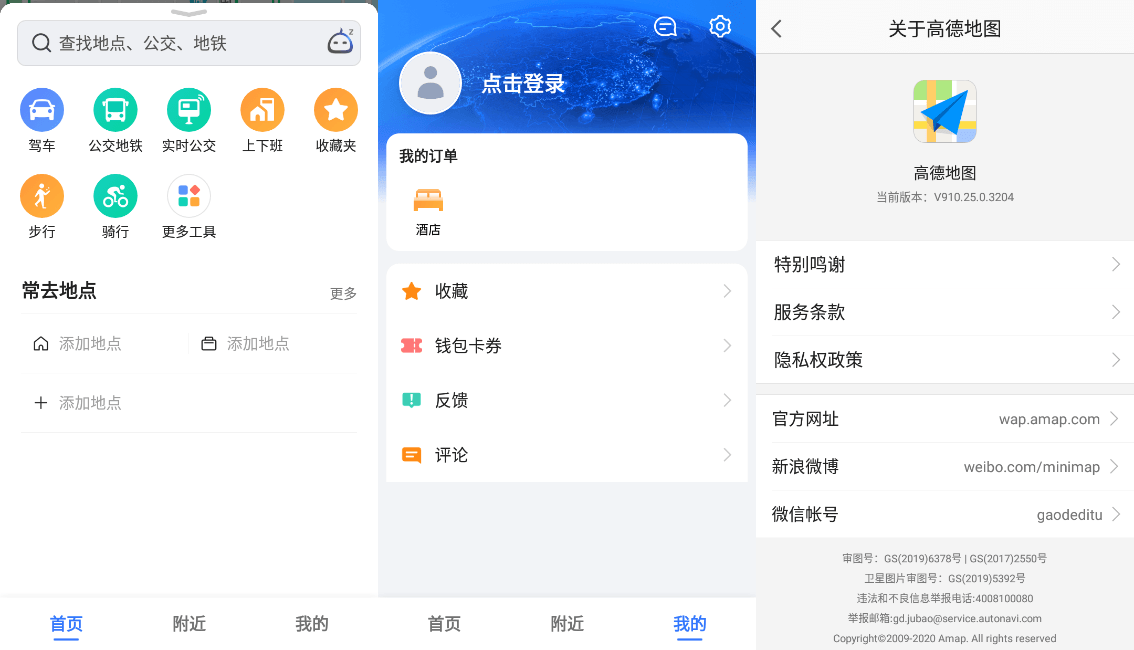 查找地点、公交、地铁
z
驾车
公交地铁
实时公交
上下班
收藏夹
步行
骑行
更多工具
常去地点
更多
添加地点
添加地点
添加地点
首页
附近
我的
点击登录
我的订单
酒店
收藏
钱包卡券
反馈
评论
首页
附近
我的
关于高德地图
高德地图
当前版本：V910.25.0.3204
特别鸣谢
服务条款
隐私权政策
官方网址 wap.amap.com
新浪微博 weibo.com/minimap
微信帐号 gaodeditu
审图号：GS(2019)6378号 | GS(2017)2550号
卫星图片审图号：GS(2019)5392号
违法和不良信息举报电话:4008100080
举报邮箱:gd.jubao@service.autonavi.com
Copyright©2009-2020 Amap. All rights reserved